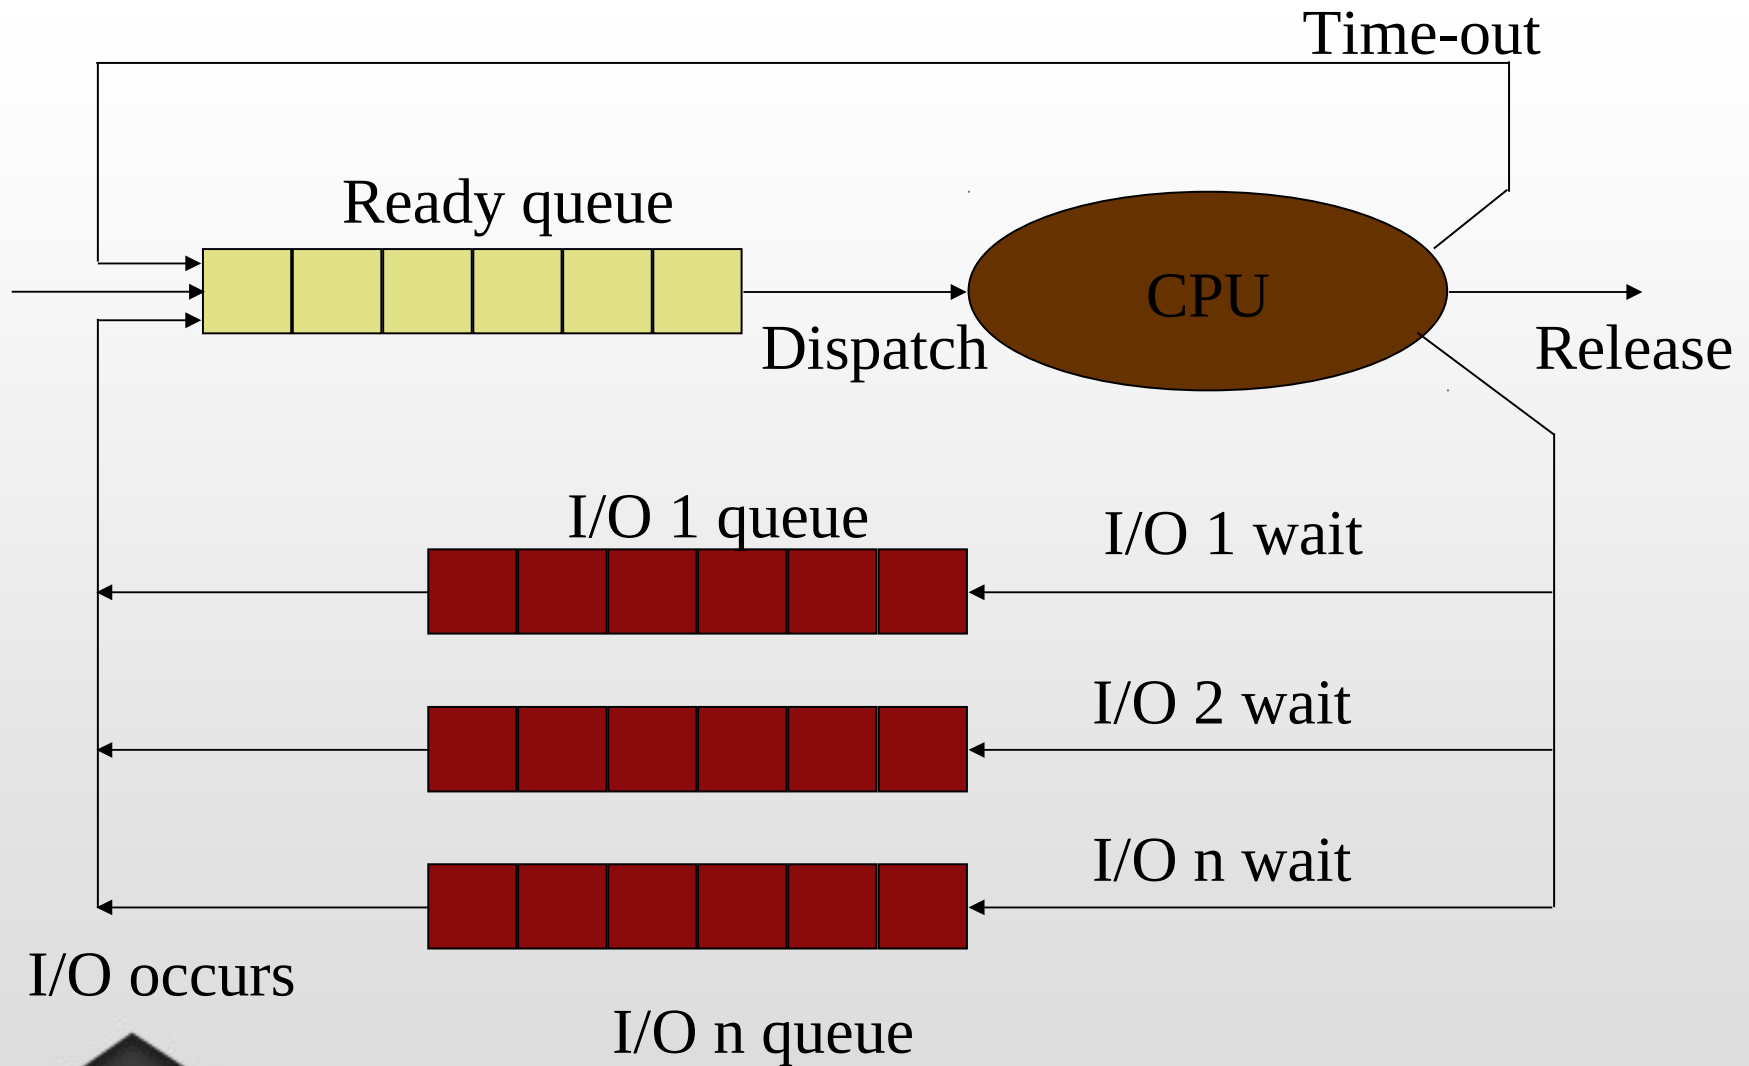 Time-out
Ready queue
CPU
Dispatch
Release
I/O 1 queue
I/O 1 wait
I/O 2 wait
I/O n wait
I/O occurs
I/O n queue